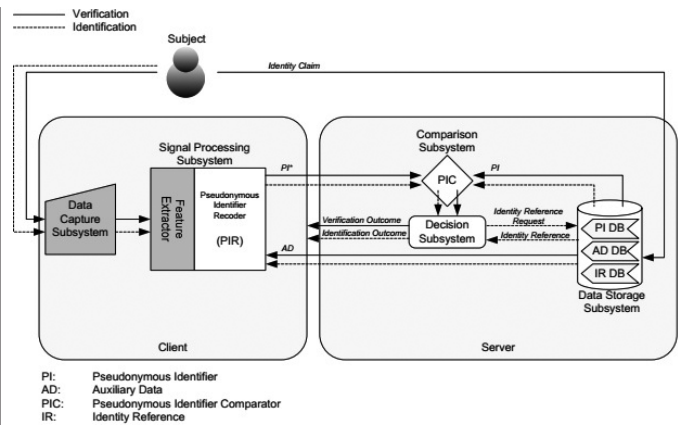 Verification
Identification
Subject
Identity Claim
Comparison
Subsystem
Signal Processing
Subsystem
PI*
PI
PIC
Data
Capture
Subsystem
Feature
Extractor
Pseudonymous
Identifier
Recoder
(PIR)
Verification Outcome
Identification Outcome
Decision
Subsystem
Identity Reference
Request
Identity Reference
AD
PI DB
AD DB
IR DB
Data Storage
Subsystem
Client
Server
PI: Pseudonymous Identifier
AD: Auxiliary Data
PIC: Pseudonymous Identifier Comparator
IR: Identity Reference